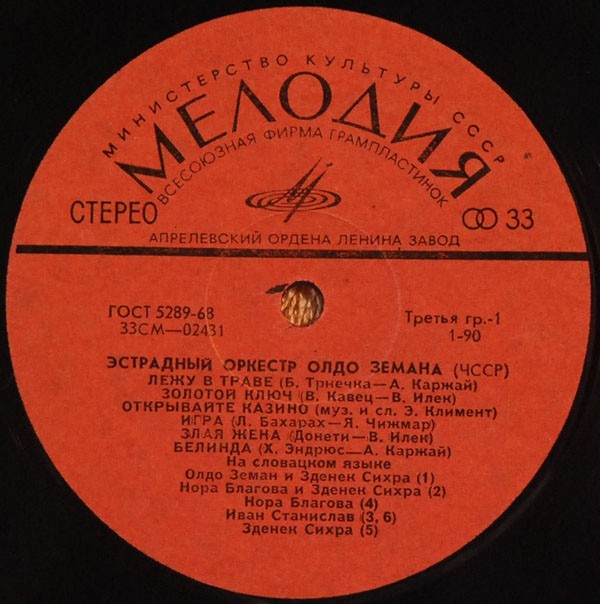 МИНИСТЕРСТВО КУЛЬТУРЫ СССР
МЕЛОДИЯ
ВСЕСОЮЗНАЯ ФИРМА ГРАМПЛАСТИНОК
СТЕРЕО
33
АПРЕЛЕВСКИЙ ОРДЕНА ЛЕНИНА ЗАВОД
ГОСТ 5289-68
33СМ—02431
Третья гр.-1
1-90
ЭСТРАДНЫЙ ОРКЕСТР ОЛДО ЗЕМАНА (ЧССР)
ЛЕЖУ В ТРАВЕ (Б. Трнечка—А. Каржай)
ЗОЛОТОЙ КЛЮЧ (В. Кавец—В. Илек)
ОТКРЫВАЙТЕ КАЗИНО (муз. и сл. Э. Климент)
ИГРА (Л. Бахарах—Я. Чижмар)
ЗЛАЯ ЖЕНА (Донети—В. Илек)
БЕЛИНДА (Х. Эндрюс—А. Каржай)
На словацком языке
Олдо Земан и Зденек Сихра (1)
Нора Благова и Зденек Сихра (2)
Нора Благова (4)
Иван Станислав (3, 6)
Зденек Сихра (5)